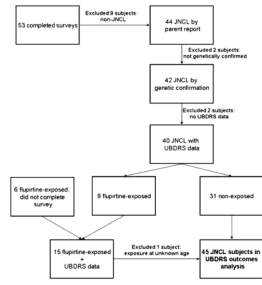 53 completed surveys
Excluded 9 subjects:
non-JNCL
44 JNCL by
parent report
Excluded 2 subjects:
not genetically confirmed
42 JNCL by
genetic confirmation
Excluded 2 subjects:
no UBDRS data
40 JNCL with
UBDRS data
6 flupirtine-exposed,
did not complete
survey
9 flupirtine-exposed
31 non-exposed
15 flupirtine-exposed
+
UBDRS data
Excluded 1 subject:
exposure at unknown age
45 JNCL subjects in
UBDRS outcomes
analysis